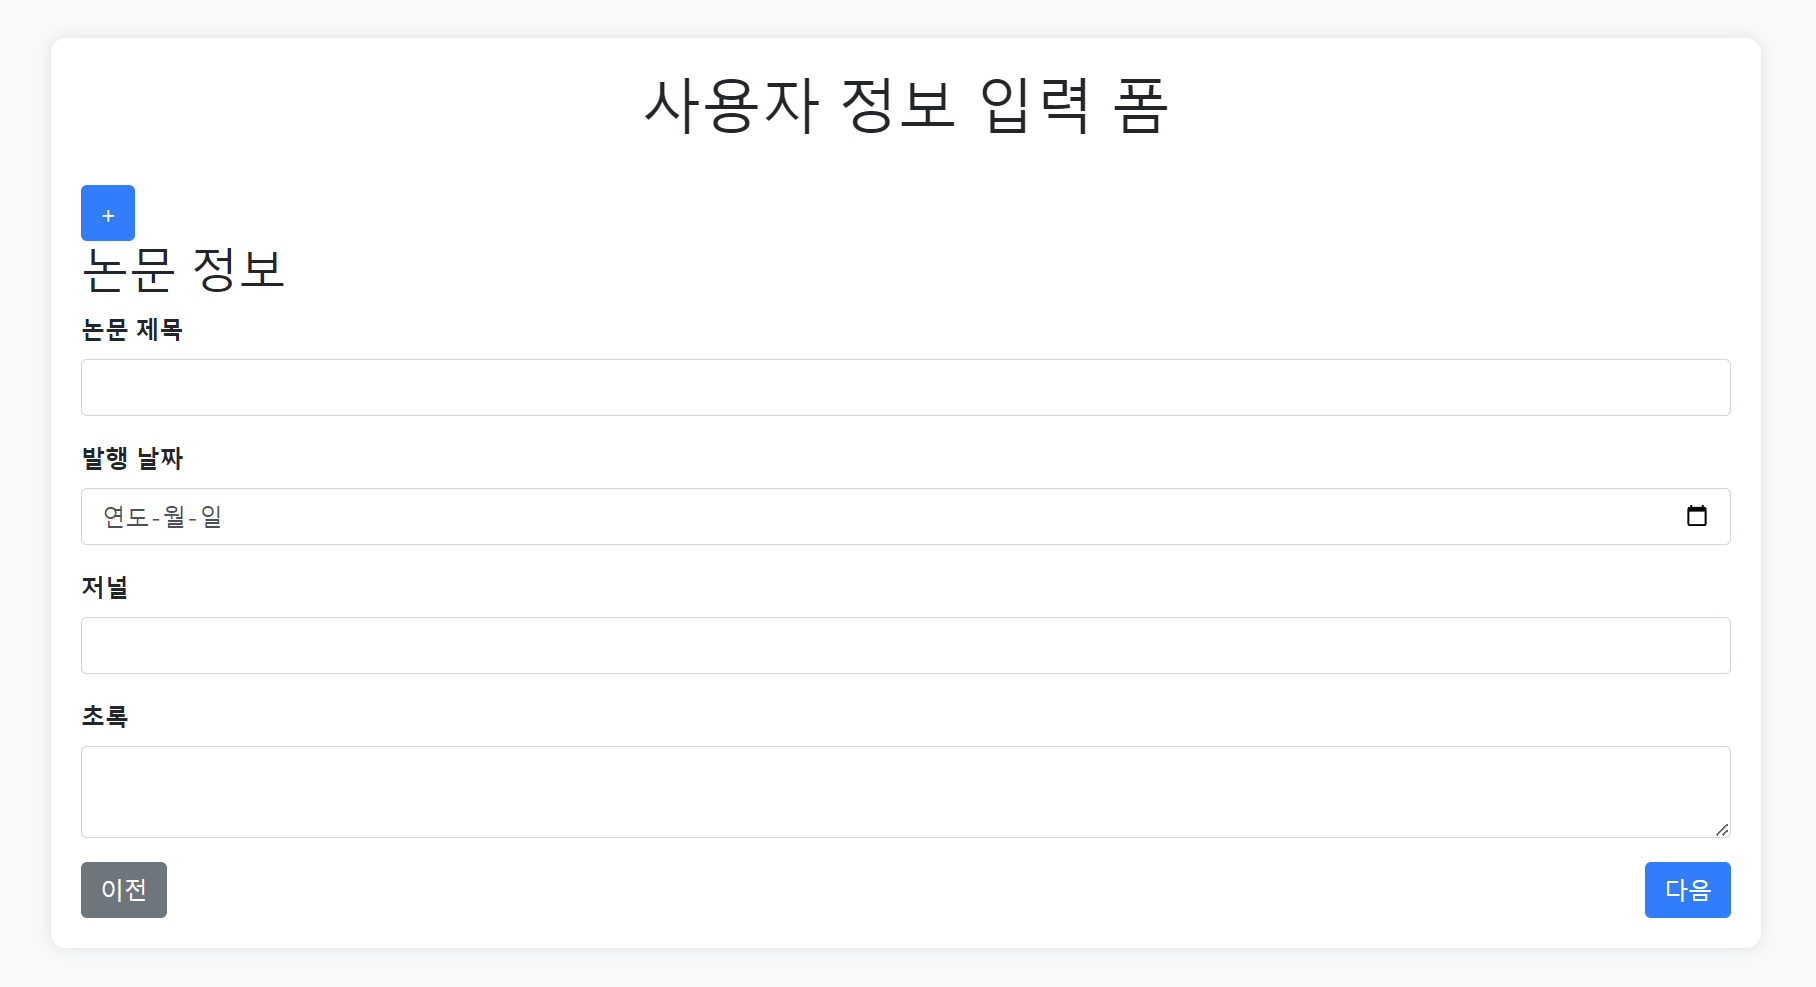 사용자 정보 입력 폼
+
논문 정보
논문 제목
발행 날짜
연도-월-일
저널
초록
이전
다음